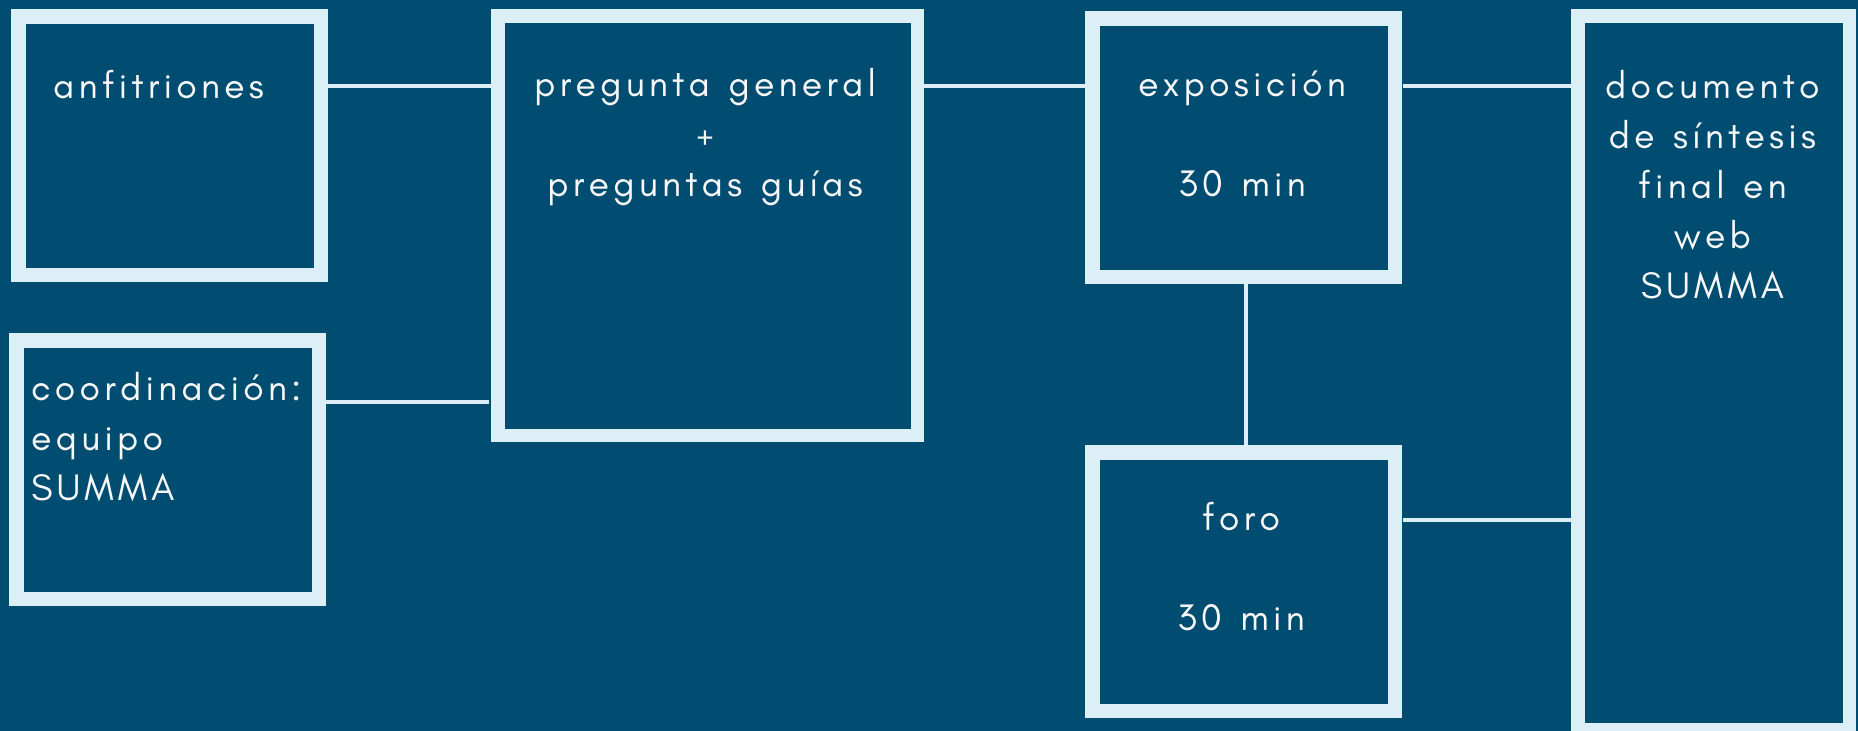 anfitriones
coordinación:
equipo
SUMMA
pregunta general
+
preguntas guías
exposición
30 min
foro
30 min
documento
de síntesis
final en
web
SUMMA